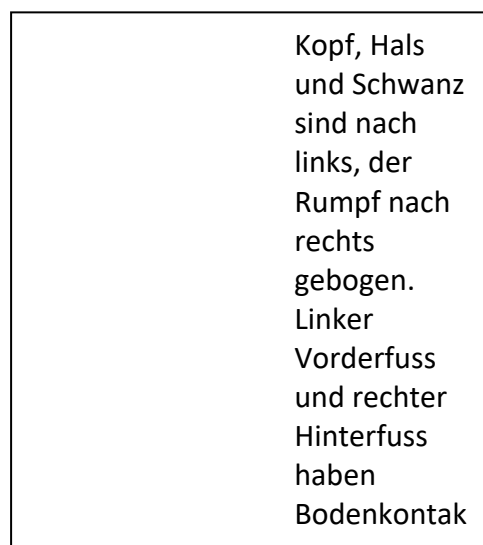 Kopf, Hals
und Schwanz
sind nach
links, der
Rumpf nach
rechts
gebogen.
Linker
Vorderfuss
und rechter
Hinterfuss
haben
Bodenkontak